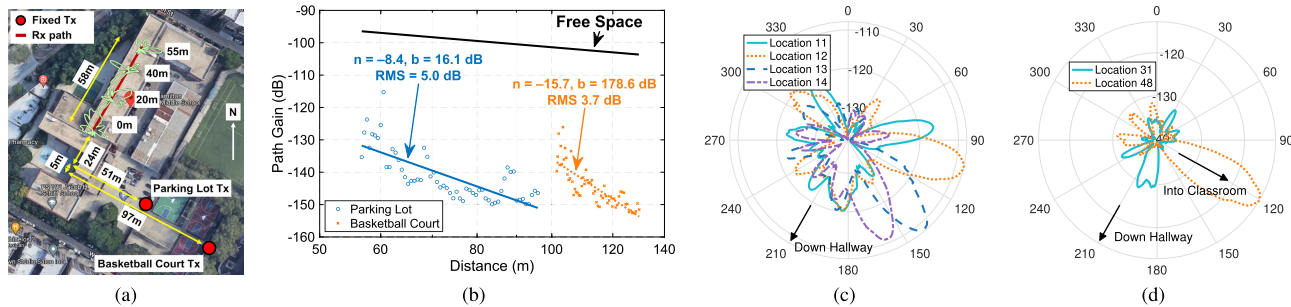 Fixed Tx
Rx path
55m
58m
40m
20m
0m
N
24m
5m
51m
Parking Lot Tx
97m
Basketball Court Tx
(a)
Path Gain (dB)
-90
-100
-110
-120
-130
-140
-150
-160
50
60
80
100
120
140
Distance (m)
Free Space
n = –8.4, b = 16.1 dB
RMS = 5.0 dB
n = –15.7, b = 178.6 dB
RMS 3.7 dB
Parking Lot
Basketball Court
(b)
0
30
60
90
120
150
180
210
240
270
300
330
-110
-130
Location 11
Location 12
Location 13
Location 14
Down Hallway
(c)
0
30
60
90
120
150
180
210
240
270
300
330
-120
-130
Location 31
Location 48
Into Classroom
Down Hallway
(d)